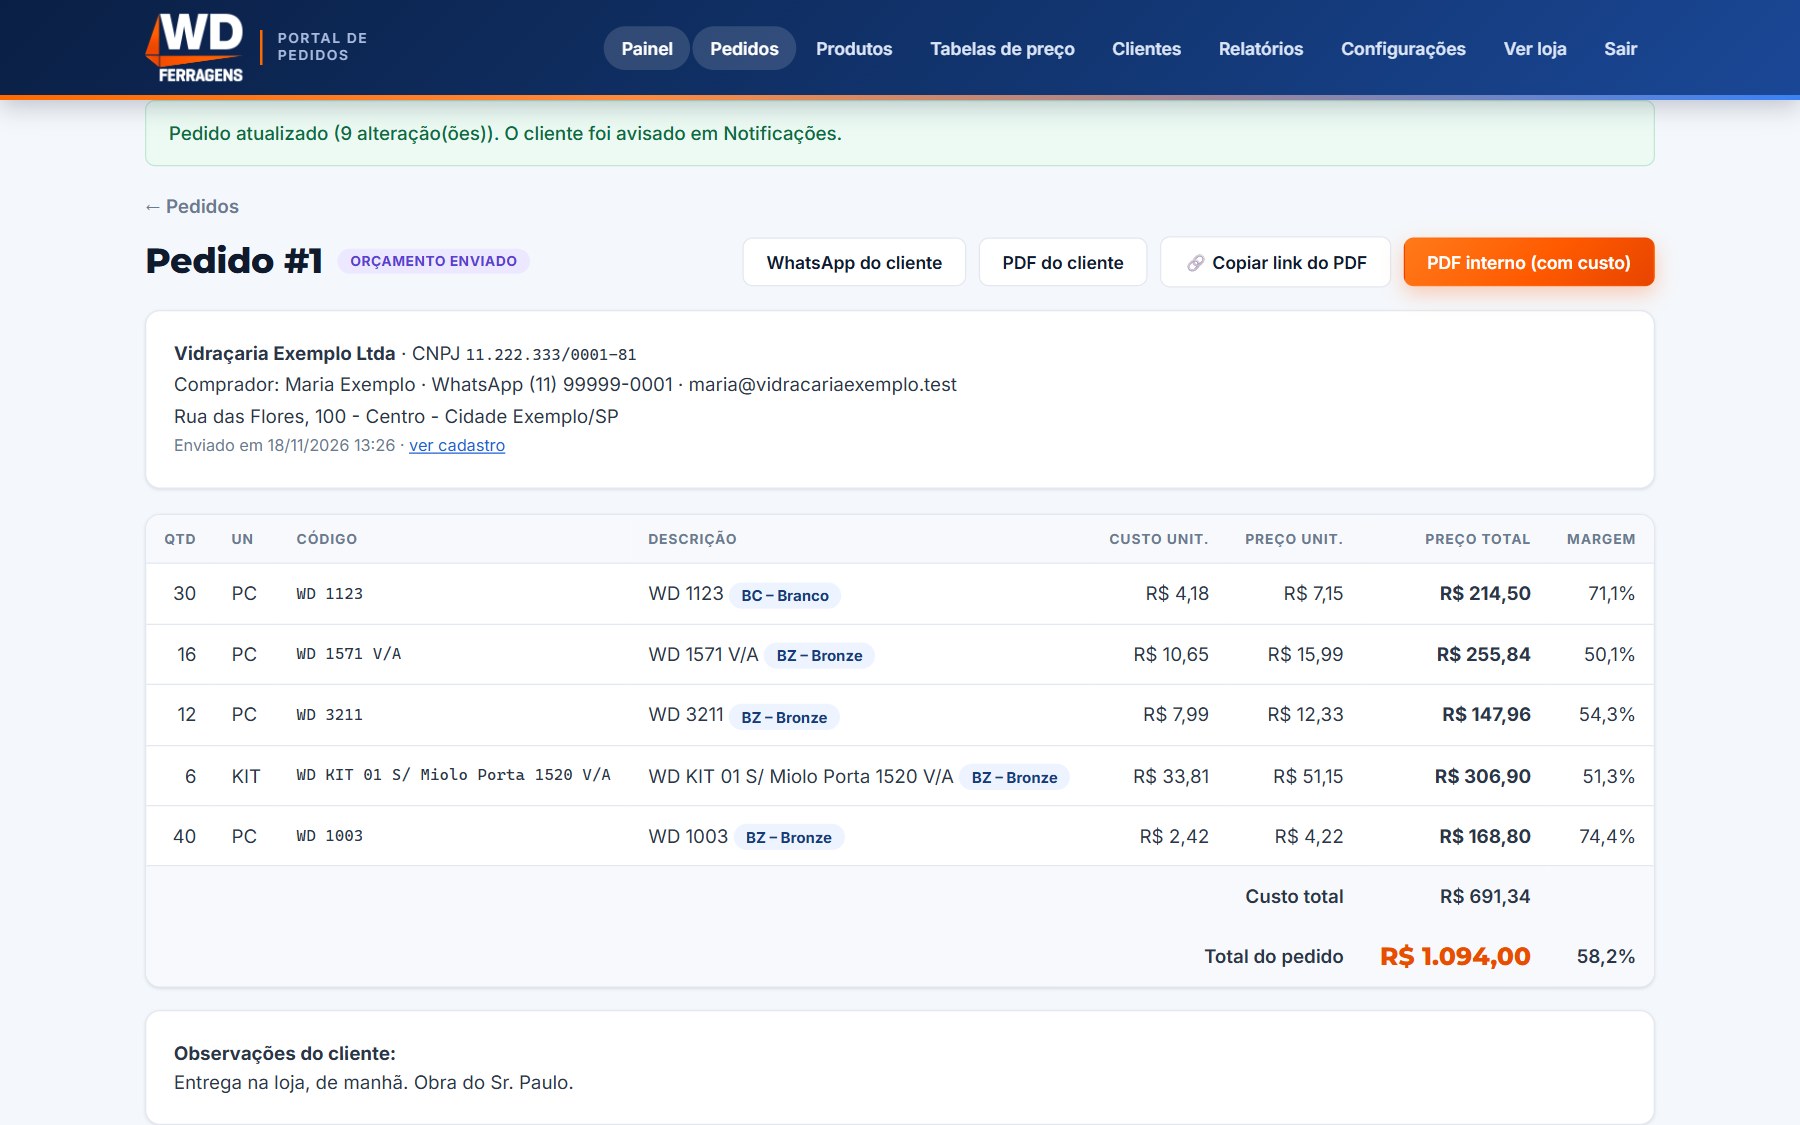 WD
FERRAGENS
PORTAL DE
PEDIDOS
Painel Pedidos Produtos Tabelas de preço Clientes Relatórios Configurações Ver loja Sair
Pedido atualizado (9 alteração(ões)). O cliente foi avisado em Notificações.
← Pedidos
Pedido #1 ORÇAMENTO ENVIADO WhatsApp do cliente PDF do cliente 🔗 Copiar link do PDF PDF interno (com custo)
Vidraçaria Exemplo Ltda · CNPJ 11.222.333/0001-81
Comprador: Maria Exemplo · WhatsApp (11) 99999-0001 · maria@vidracariaexemplo.test
Rua das Flores, 100 - Centro - Cidade Exemplo/SP
Enviado em 18/11/2026 13:26 · ver cadastro
QTD UN CÓDIGO DESCRIÇÃO CUSTO UNIT. PREÇO UNIT. PREÇO TOTAL MARGEM
30 PC WD 1123 WD 1123 BC – Branco R$ 4,18 R$ 7,15 R$ 214,50 71,1%
16 PC WD 1571 V/A WD 1571 V/A BZ – Bronze R$ 10,65 R$ 15,99 R$ 255,84 50,1%
12 PC WD 3211 WD 3211 BZ – Bronze R$ 7,99 R$ 12,33 R$ 147,96 54,3%
6 KIT WD KIT 01 S/ Miolo Porta 1520 V/A WD KIT 01 S/ Miolo Porta 1520 V/A BZ – Bronze R$ 33,81 R$ 51,15 R$ 306,90 51,3%
40 PC WD 1003 WD 1003 BZ – Bronze R$ 2,42 R$ 4,22 R$ 168,80 74,4%
Custo total R$ 691,34
Total do pedido R$ 1.094,00 58,2%
Observações do cliente:
Entrega na loja, de manhã. Obra do Sr. Paulo.